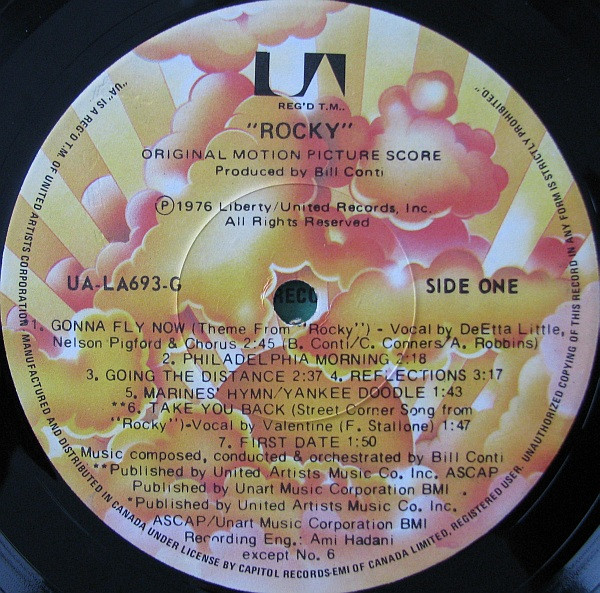 UA
REG'D T.M..
"ROCKY"
ORIGINAL MOTION PICTURE SCORE
Produced by Bill Conti
Ⓟ1976 Liberty/United Records, Inc.
All Rights Reserved
UA-LA693-G
SIDE ONE
RECO
*1. GONNA FLY NOW (Theme From "Rocky") - Vocal by DeEtta Little,
Nelson Pigford & Chorus 2:45 (B. Conti/C. Conners/A. Robbins)
2. PHILADELPHIA MORNING 2:18
3. GOING THE DISTANCE 2:37 4. REFLECTIONS 3:17
5. MARINES' HYMN/YANKEE DOODLE 1:43
**6. TAKE YOU BACK (Street Corner Song from
"Rocky")-Vocal by Valentine (F. Stallone) 1:47
7. FIRST DATE 1:50
Music composed, conducted & orchestrated by Bill Conti
**Published by United Artists Music Co. Inc. ASCAP
Published by Unart Music Corporation BMI .
*Published by United Artists Music Co. Inc.
ASCAP/Unart Music Corporation BMI
Recording Eng.: Ami Hadani
except No. 6
"UA" IS A REG'D T.M. OF UNITED ARTISTS CORPORATION. MANUFACTURED AND DISTRIBUTED IN CANADA UNDER LICENSE BY CAPITOL RECORDS-EMI OF CANADA LIMITED, REGISTERED USER. UNAUTHORIZED COPYING OF THIS RECORD IN ANY FORM IS STRICTLY PROHIBITED."